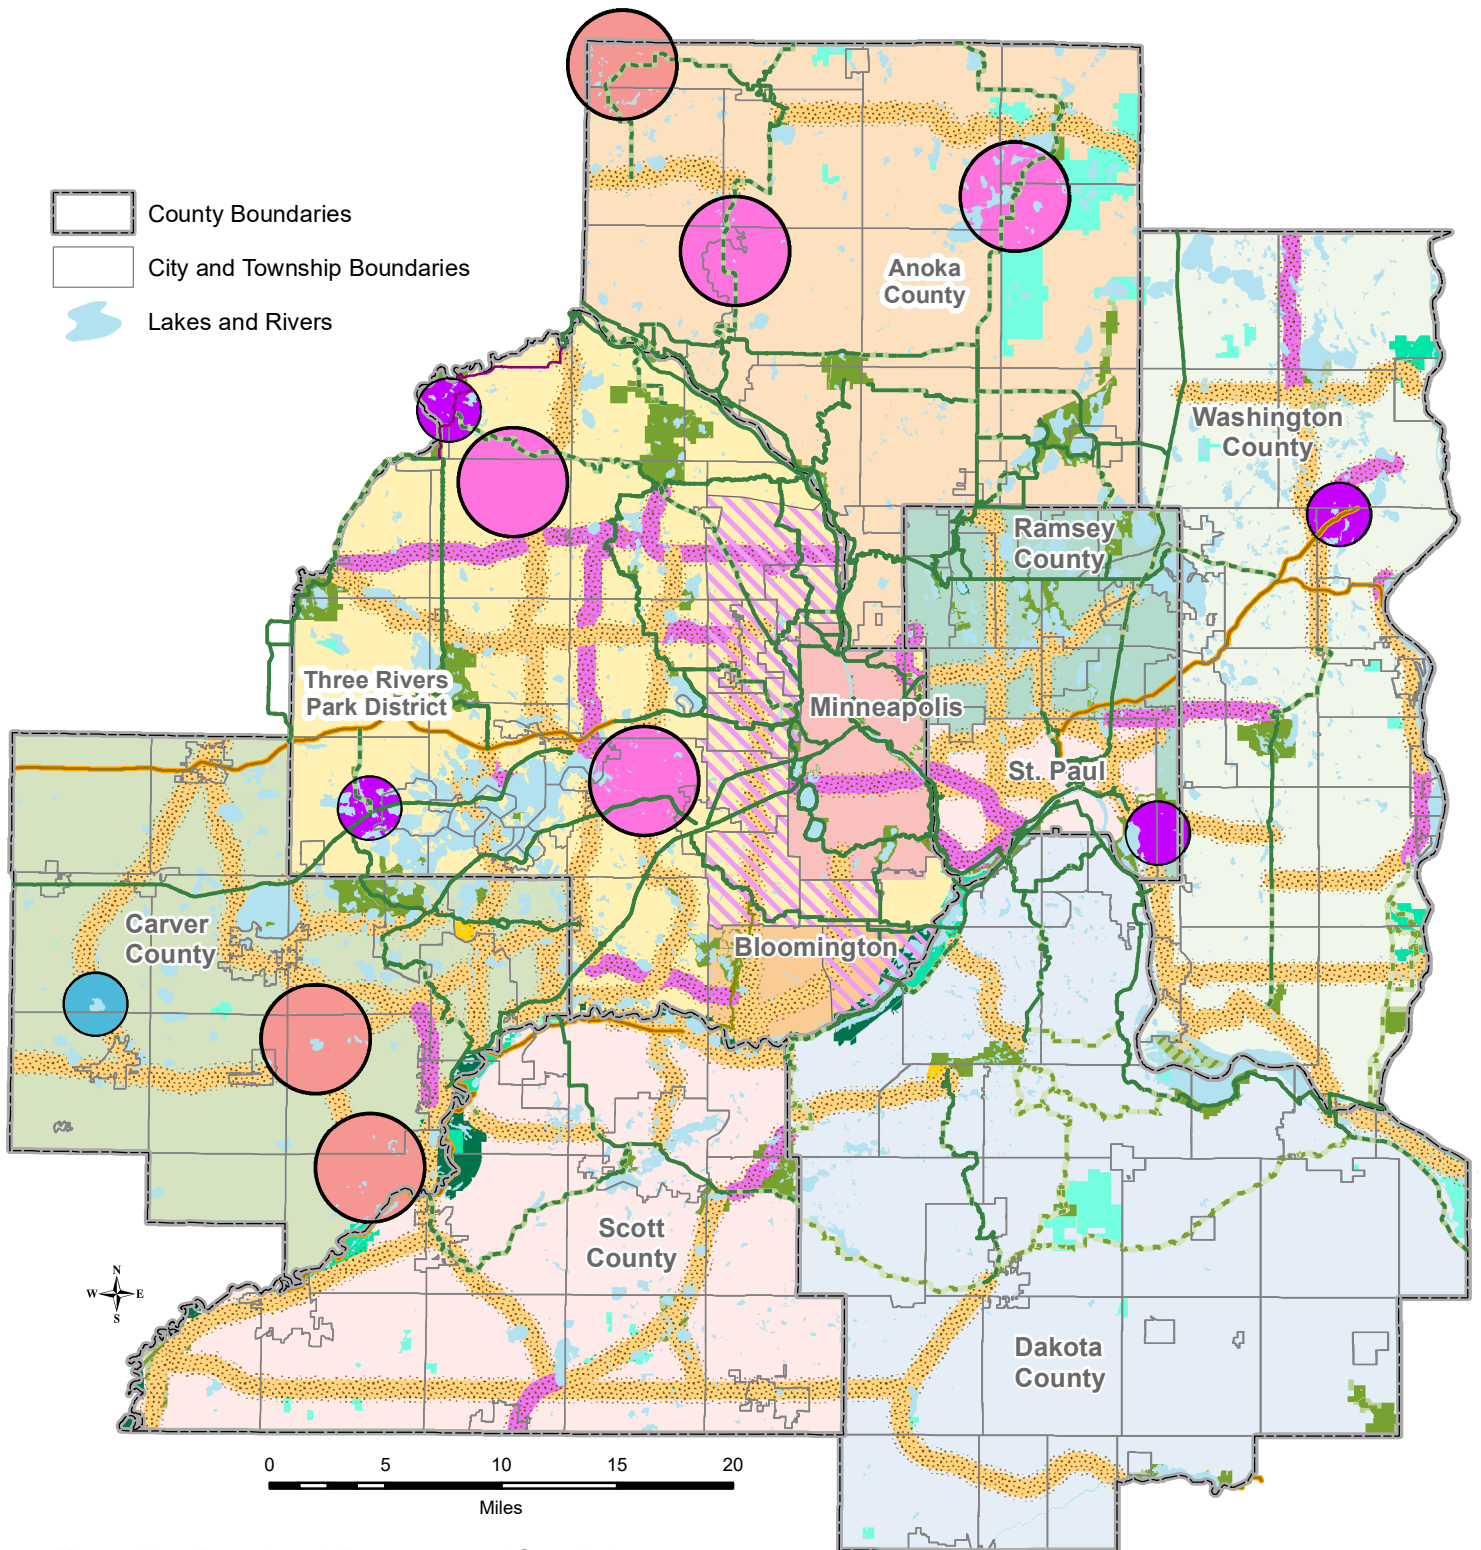 County Boundaries
City and Township Boundaries
Lakes and Rivers
Anoka
County
Washington
County
Ramsey
County
Three Rivers
Park District
Minneapolis
St. Paul
Carver
County
Bloomington
Scott
County
Dakota
County
N
W E
S
0 5 10 15 20
Miles